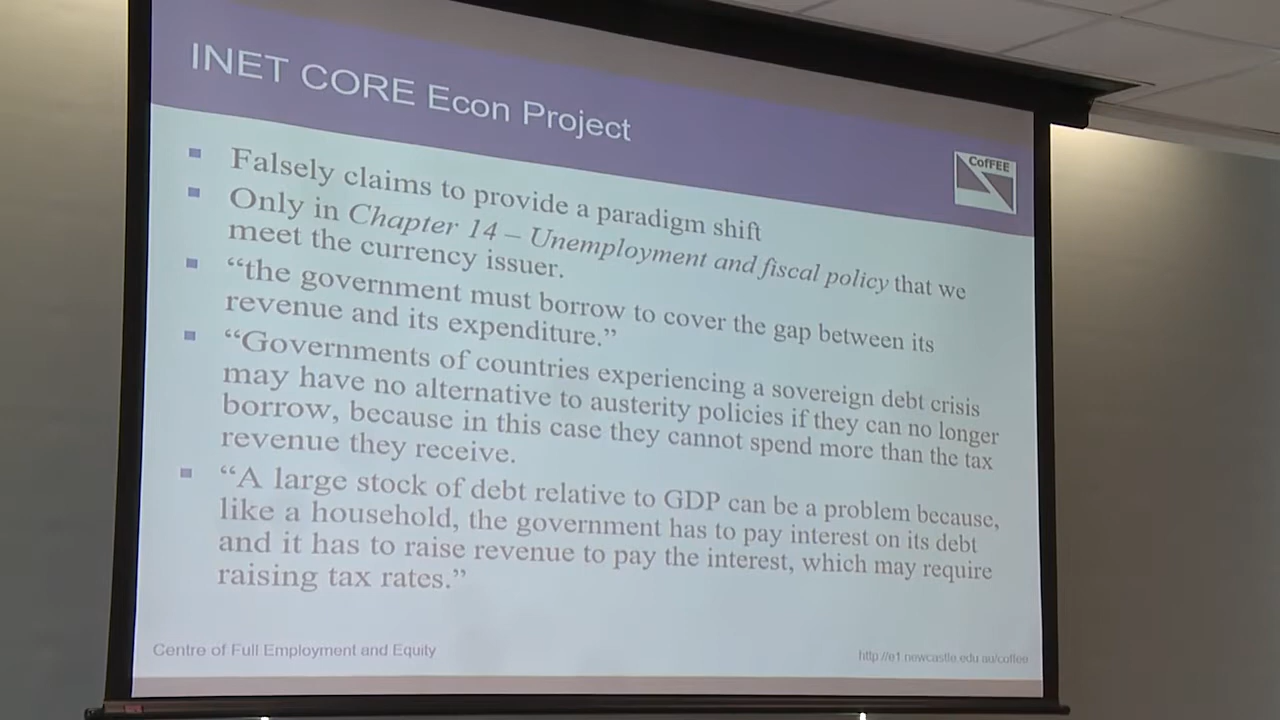 INET CORE Econ Project
CofFEE
Falsely claims to provide a paradigm shift
Only in Chapter 14 – Unemployment and fiscal policy that we
meet the currency issuer.
“the government must borrow to cover the gap between its
revenue and its expenditure.”
“Governments of countries experiencing a sovereign debt crisis
may have no alternative to austerity policies if they can no longer
borrow, because in this case they cannot spend more than the tax
revenue they receive.
“A large stock of debt relative to GDP can be a problem because,
like a household, the government has to pay interest on its debt
and it has to raise revenue to pay the interest, which may require
raising tax rates.”
Centre of Full Employment and Equity
http://e1.newcastle.edu.au/coffee